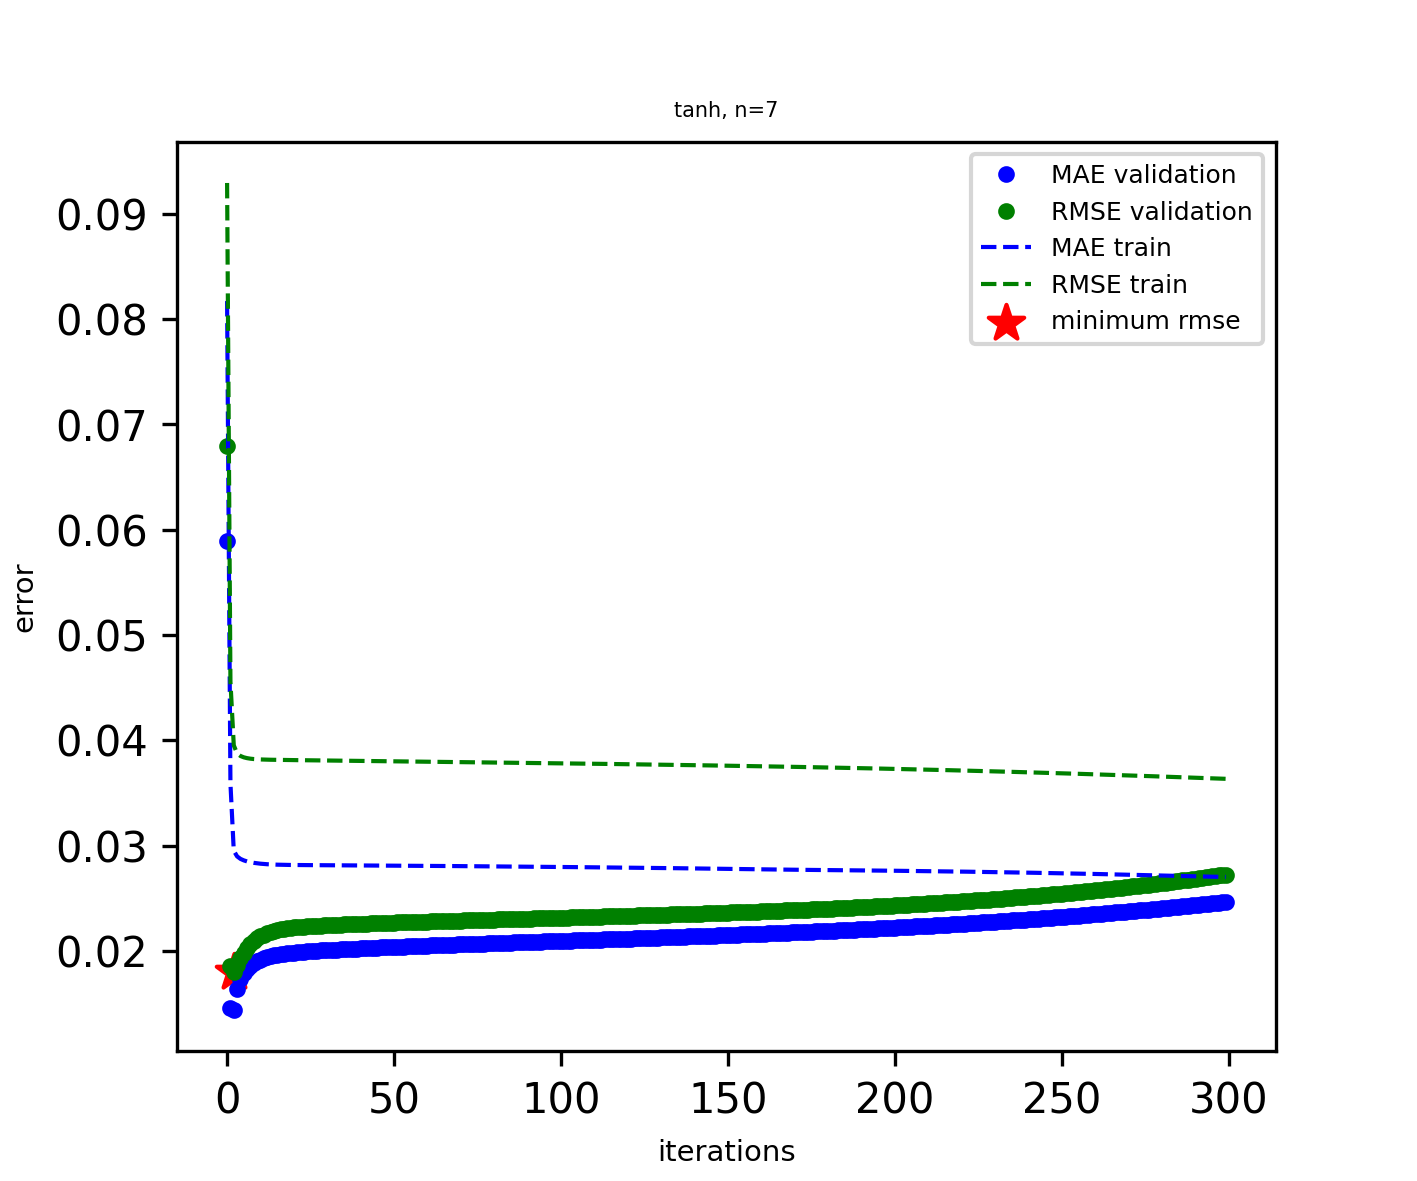 tanh, n=7
MAE validation
RMSE validation
MAE train
RMSE train
minimum rmse
0.09
0.08
0.07
0.06
0.05
0.04
0.03
0.02
error
0 50 100 150 200 250 300
iterations